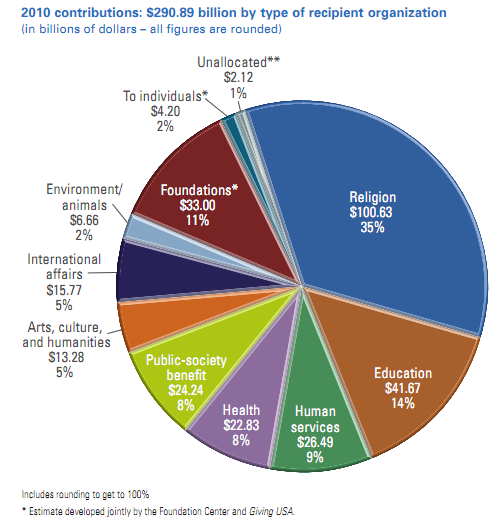 2010 contributions: $290.89 billion by type of recipient organization
(in billions of dollars – all figures are rounded)
Unallocated**
$2.12
1%
To individuals*
$4.20
2%
Foundations*
$33.00
11%
Religion
$100.63
35%
Environment/
animals
$6.66
2%
International
affairs
$15.77
5%
Arts, culture,
and humanities
$13.28
5%
Public-society
benefit
$24.24
8%
Health
$22.83
8%
Human
services
$26.49
9%
Education
$41.67
14%
Includes rounding to get to 100%
* Estimate developed jointly by the Foundation Center and Giving USA.